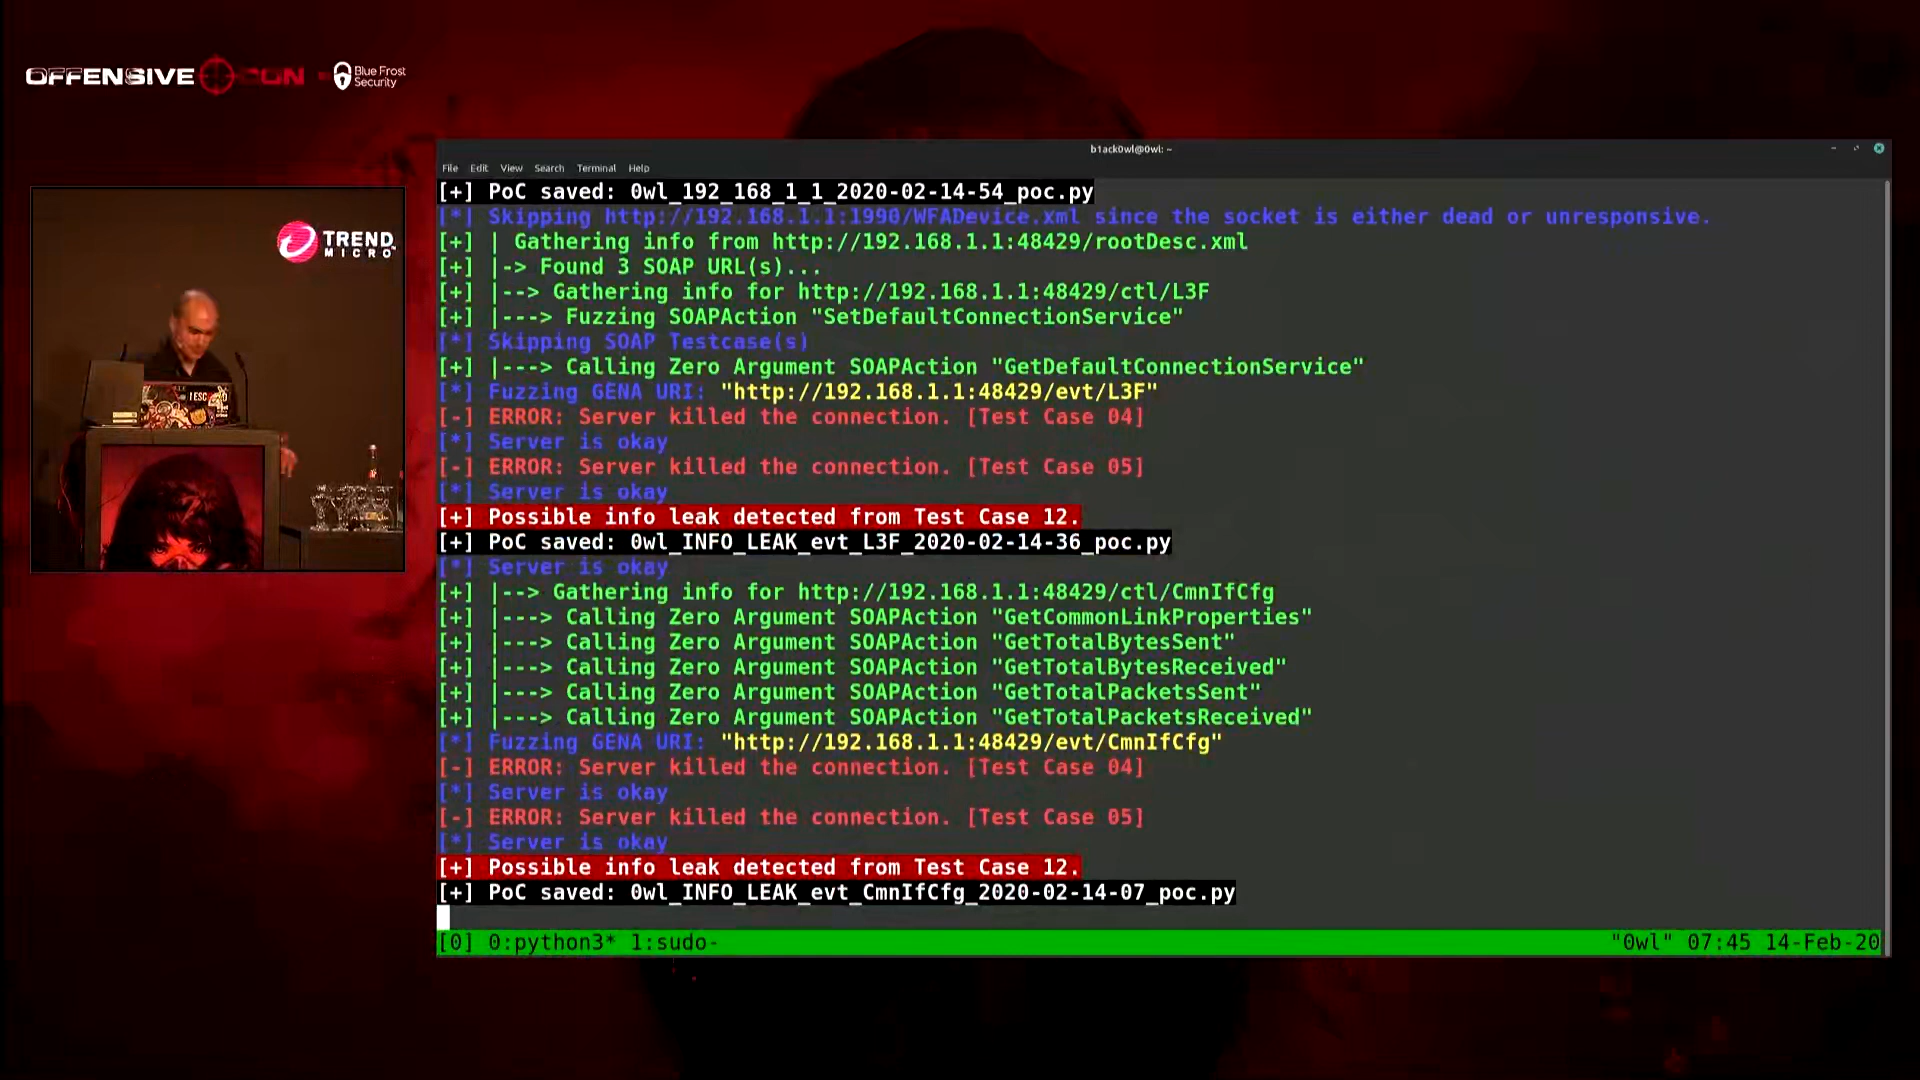 OFFENSIVE CON
Blue Frost
Security
TREND
MICRO
b1ack0wl@0wl: ~
File Edit View Search Terminal Help
[+] PoC saved: 0wl_192_168_1_1_2020-02-14-54_poc.py
[*] Skipping http://192.168.1.1:1990/WFADevice.xml since the socket is either dead or unresponsive.
[+] | Gathering info from http://192.168.1.1:48429/rootDesc.xml
[+] |-> Found 3 SOAP URL(s)...
[+] |--> Gathering info for http://192.168.1.1:48429/ctl/L3F
[+] |---> Fuzzing SOAPAction "SetDefaultConnectionService"
[*] Skipping SOAP Testcase(s)
[+] |---> Calling Zero Argument SOAPAction "GetDefaultConnectionService"
[*] Fuzzing GENA URI: "http://192.168.1.1:48429/evt/L3F"
[-] ERROR: Server killed the connection. [Test Case 04]
[*] Server is okay
[-] ERROR: Server killed the connection. [Test Case 05]
[*] Server is okay
[+] Possible info leak detected from Test Case 12.
[+] PoC saved: 0wl_INFO_LEAK_evt_L3F_2020-02-14-36_poc.py
[*] Server is okay
[+] |--> Gathering info for http://192.168.1.1:48429/ctl/CmnIfCfg
[+] |---> Calling Zero Argument SOAPAction "GetCommonLinkProperties"
[+] |---> Calling Zero Argument SOAPAction "GetTotalBytesSent"
[+] |---> Calling Zero Argument SOAPAction "GetTotalBytesReceived"
[+] |---> Calling Zero Argument SOAPAction "GetTotalPacketsSent"
[+] |---> Calling Zero Argument SOAPAction "GetTotalPacketsReceived"
[*] Fuzzing GENA URI: "http://192.168.1.1:48429/evt/CmnIfCfg"
[-] ERROR: Server killed the connection. [Test Case 04]
[*] Server is okay
[-] ERROR: Server killed the connection. [Test Case 05]
[*] Server is okay
[+] Possible info leak detected from Test Case 12.
[+] PoC saved: 0wl_INFO_LEAK_evt_CmnIfCfg_2020-02-14-07_poc.py
[0] 0:python3* 1:sudo- "0wl" 07:45 14-Feb-20